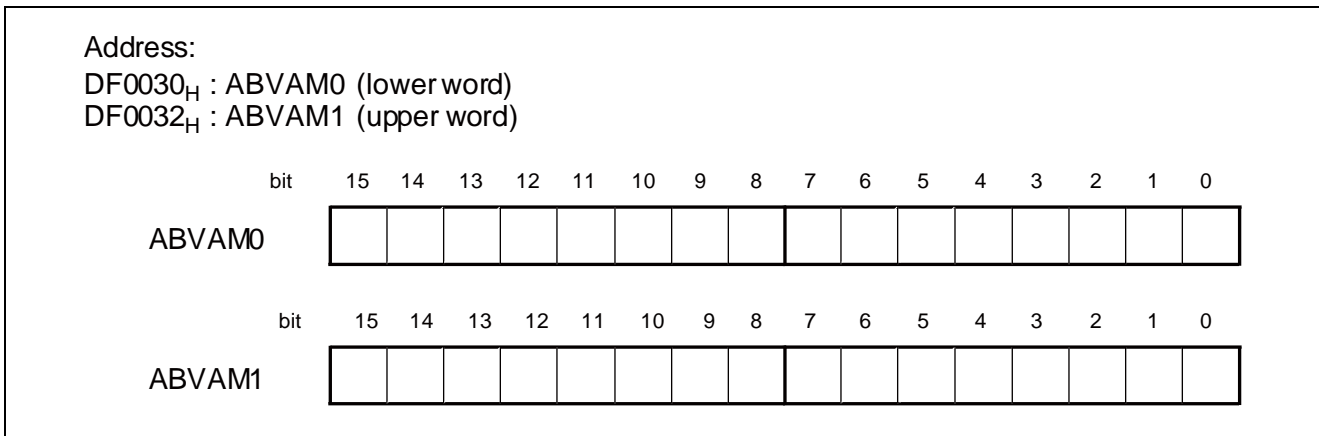 Address:
DF0030H : ABVAM0 (lower word)
DF0032H : ABVAM1 (upper word)
bit 15 14 13 12 11 10 9 8 7 6 5 4 3 2 1 0
ABVAM0
bit 15 14 13 12 11 10 9 8 7 6 5 4 3 2 1 0
ABVAM1